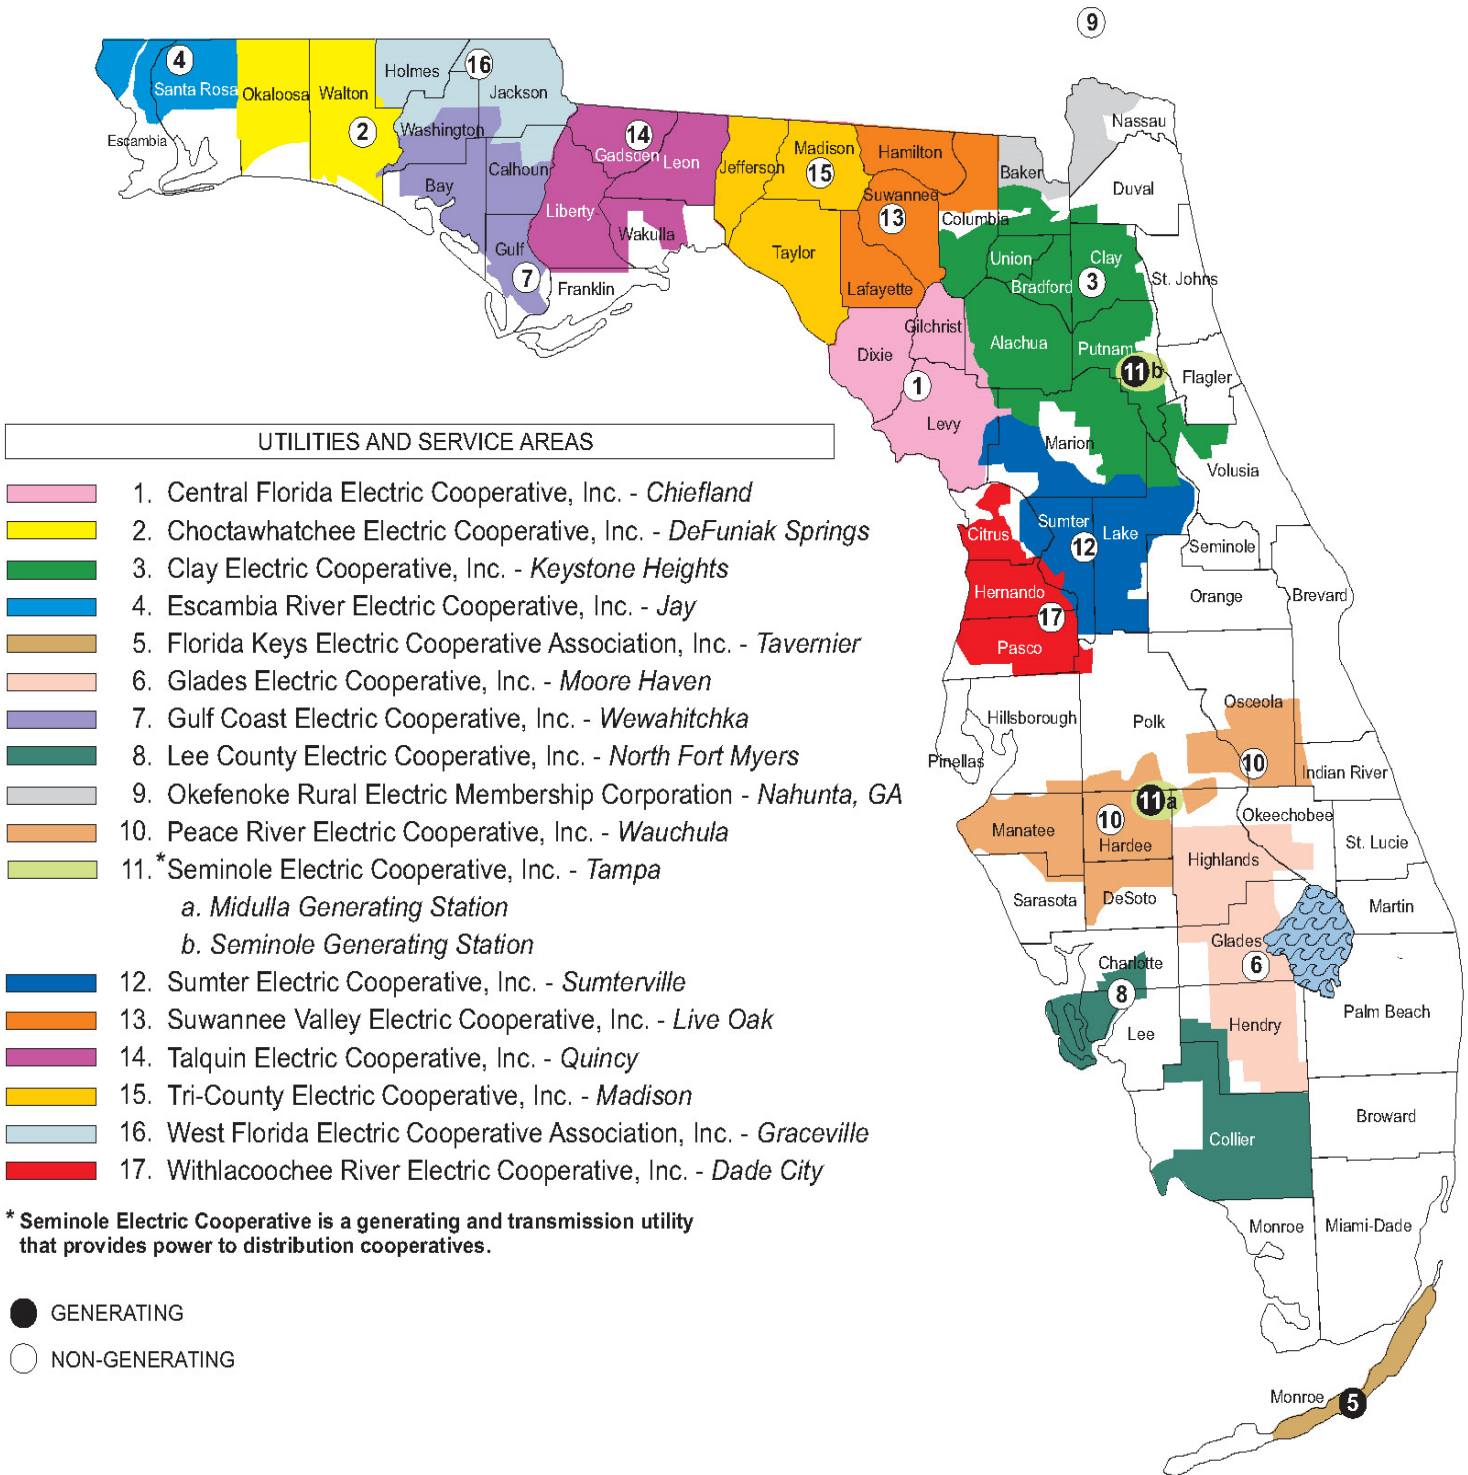 9
4
Holmes
16
Santa Rosa
Okaloosa
Walton
Jackson
Nassau
Escambia
2
Washington
14
Gadsden
Leon
Madison
Hamilton
Jefferson
15
Baker
Duval
Calhoun
Bay
Suwannee
13
Columbia
Liberty
Wakulla
Gulf
Taylor
Union
Clay
7
Franklin
Lafayette
Bradford
3
St. Johns
Gilchrist
Dixie
Alachua
Putnam
11 b
Flagler
1
Levy
Marion
Volusia
UTILITIES AND SERVICE AREAS
1. Central Florida Electric Cooperative, Inc. - Chiefland
2. Choctawhatchee Electric Cooperative, Inc. - DeFuniak Springs
3. Clay Electric Cooperative, Inc. - Keystone Heights
4. Escambia River Electric Cooperative, Inc. - Jay
5. Florida Keys Electric Cooperative Association, Inc. - Tavernier
6. Glades Electric Cooperative, Inc. - Moore Haven
7. Gulf Coast Electric Cooperative, Inc. - Wewahitchka
8. Lee County Electric Cooperative, Inc. - North Fort Myers
9. Okefenoke Rural Electric Membership Corporation - Nahunta, GA
10. Peace River Electric Cooperative, Inc. - Wauchula
11.*Seminole Electric Cooperative, Inc. - Tampa
a. Midulla Generating Station
b. Seminole Generating Station
12. Sumter Electric Cooperative, Inc. - Sumterville
13. Suwannee Valley Electric Cooperative, Inc. - Live Oak
14. Talquin Electric Cooperative, Inc. - Quincy
15. Tri-County Electric Cooperative, Inc. - Madison
16. West Florida Electric Cooperative Association, Inc. - Graceville
17. Withlacoochee River Electric Cooperative, Inc. - Dade City
* Seminole Electric Cooperative is a generating and transmission utility
that provides power to distribution cooperatives.
GENERATING
NON-GENERATING
Citrus
Sumter
12
Lake
Seminole
Hernando
17
Orange
Brevard
Pasco
Hillsborough
Polk
Osceola
Pinellas
10
Indian River
11 a
Manatee
10
Hardee
Okeechobee
Highlands
St. Lucie
Sarasota
DeSoto
Martin
Glades
Charlotte
6
8
Lee
Hendry
Palm Beach
Broward
Collier
Monroe
Miami-Dade
Monroe
5